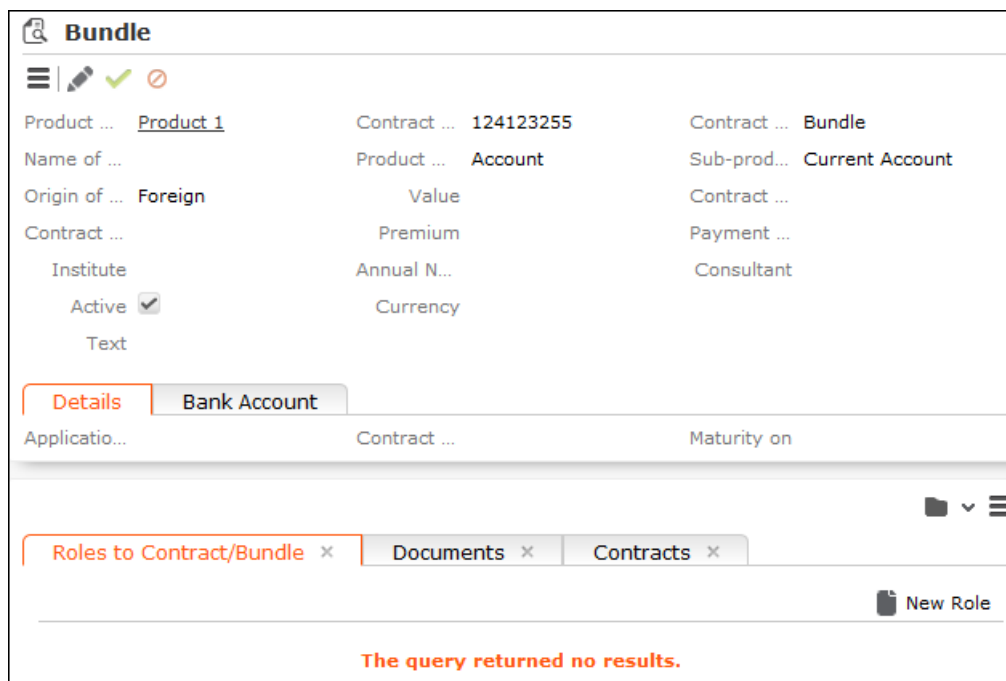 Bundle
Product ... Product 1 Contract ... 124123255 Contract ... Bundle
Name of ... Product ... Account Sub-prod... Current Account
Origin of ... Foreign Value Contract ...
Contract ... Premium Payment ...
Institute Annual N... Consultant
Active Currency
Text
Details Bank Account
Applicatio... Contract ... Maturity on
Roles to Contract/Bundle × Documents × Contracts ×
New Role
The query returned no results.